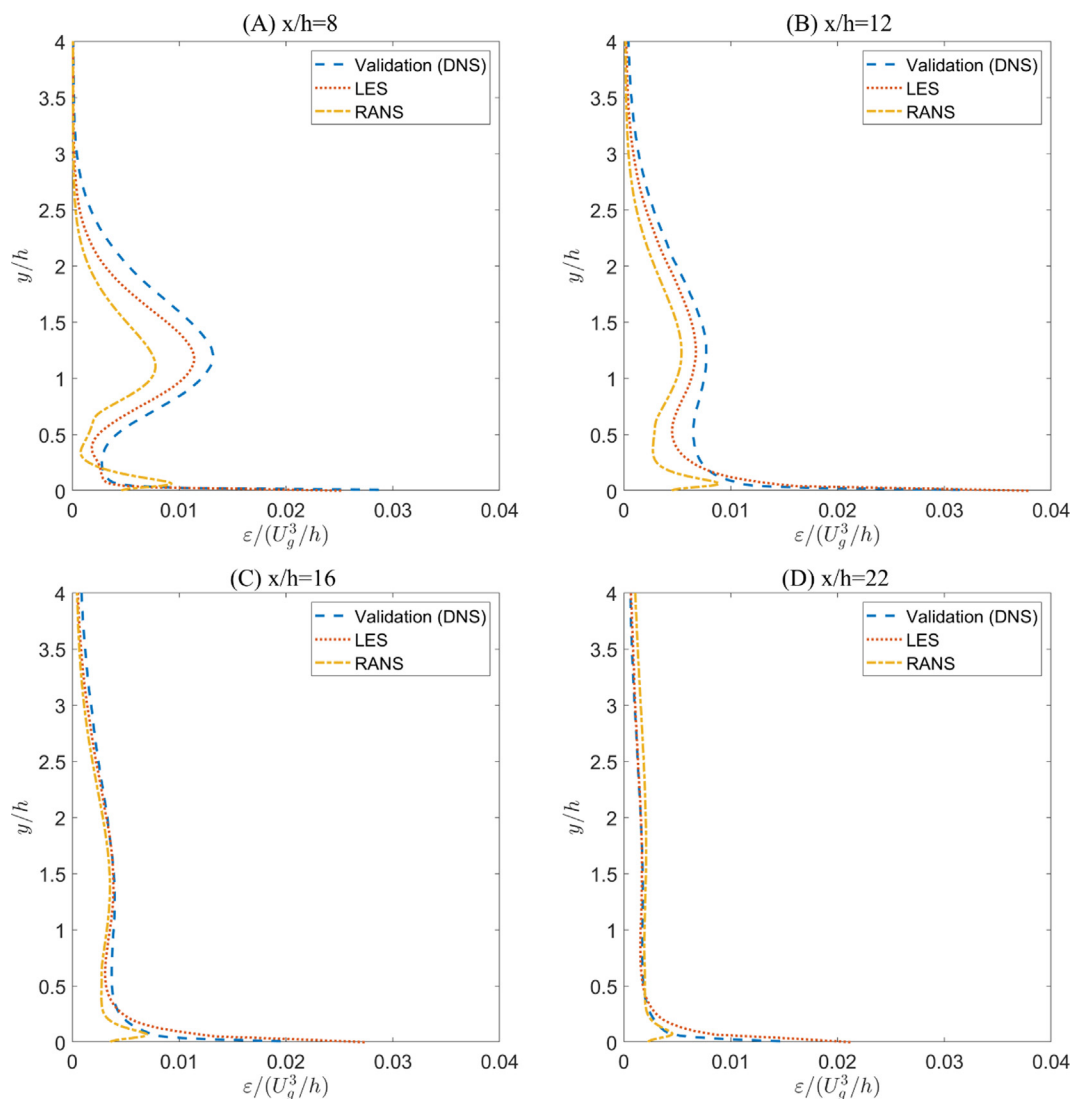 (A) x/h=8
4
3.5
3
2.5
2
1.5
1
0.5
0
y/h
Validation (DNS)
LES
RANS
0 0.01 0.02 0.03 0.04
ε/(U_g^3/h)
(B) x/h=12
4
3.5
3
2.5
2
1.5
1
0.5
0
y/h
Validation (DNS)
LES
RANS
0 0.01 0.02 0.03 0.04
ε/(U_g^3/h)
(C) x/h=16
4
3.5
3
2.5
2
1.5
1
0.5
0
y/h
Validation (DNS)
LES
RANS
0 0.01 0.02 0.03 0.04
ε/(U_g^3/h)
(D) x/h=22
4
3.5
3
2.5
2
1.5
1
0.5
0
y/h
Validation (DNS)
LES
RANS
0 0.01 0.02 0.03 0.04
ε/(U_g^3/h)